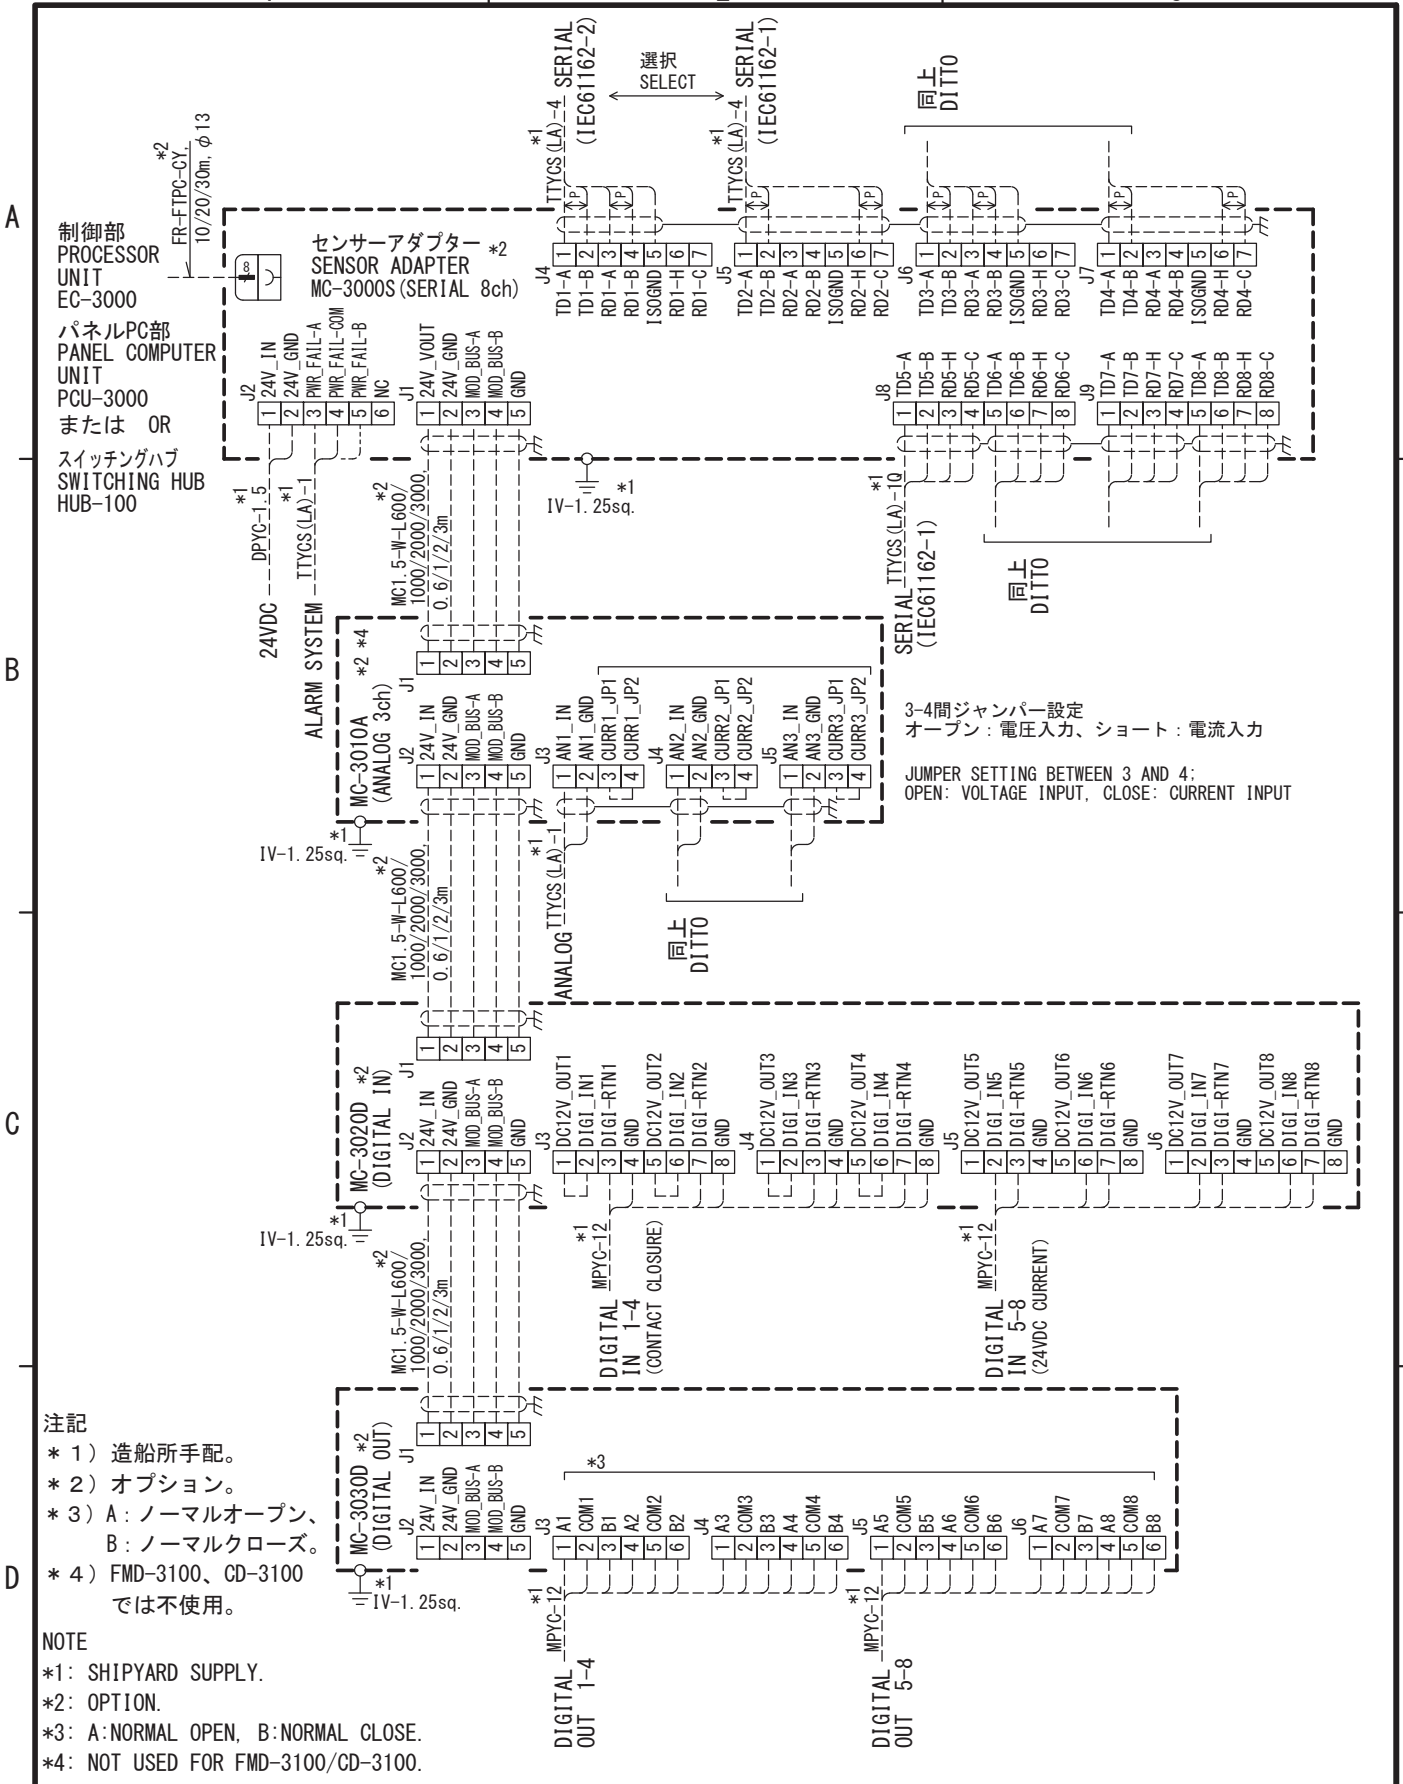 A
B
C
D
FR-FTPC-CY,
10/20/30m, φ13
*2
制御部
PROCESSOR
UNIT
EC-3000
パネルPC部
PANEL COMPUTER
UNIT
PCU-3000
または OR
スイッチングハブ
SWITCHING HUB
HUB-100
8
センサーアダプター *2
SENSOR ADAPTER
MC-3000S(SERIAL 8ch)
SERIAL
(IEC61162-2)
*1
TTYCS(LA)-4
選択
SELECT
SERIAL
(IEC61162-1)
*1
TTYCS(LA)-4
同上
DITTO
P P P P P P P P
J4
1 2 3 4 5 6 7
TD1-A
TD1-B
RD1-A
RD1-B
ISOGND
RD1-H
RD1-C
J5
1 2 3 4 5 6 7
TD2-A
TD2-B
RD2-A
RD2-B
ISOGND
RD2-H
RD2-C
J6
1 2 3 4 5 6 7
TD3-A
TD3-B
RD3-A
RD3-B
ISOGND
RD3-H
RD3-C
J7
1 2 3 4 5 6 7
TD4-A
TD4-B
RD4-A
RD4-B
ISOGND
RD4-H
RD4-C
J2
24V_IN
24V_GND
PWR_FAIL-A
PWR_FAIL-COM
PWR_FAIL-B
NC
1 2 3 4 5 6
J1
24V_VOUT
24V_GND
MOD_BUS-A
MOD_BUS-B
GND
1 2 3 4 5
J8
TD5-A
TD5-B
RD5-H
RD5-C
TD6-A
TD6-B
RD6-H
RD6-C
1 2 3 4 5 6 7 8
J9
TD7-A
TD7-B
RD7-H
RD7-C
TD8-A
TD8-B
RD8-H
RD8-C
1 2 3 4 5 6 7 8
*1
DPYC-1.5
24VDC
*1
TTYCS(LA)-1
ALARM SYSTEM
*2
MC1.5-W-L600/
1000/2000/3000,
0.6/1/2/3m
*1
IV-1.25sq.
*1
TTYCS(LA)-10
SERIAL
(IEC61162-1)
同上
DITTO
MC-3010A *2 *4
(ANALOG 3ch)
J1
1 2 3 4 5
J2
24V_IN
24V_GND
MOD_BUS-A
MOD_BUS-B
GND
1 2 3 4 5
J3
AN1_IN
AN1_GND
CURR1_JP1
CURR1_JP2
1 2 3 4
J4
AN2_IN
AN2_GND
CURR2_JP1
CURR2_JP2
1 2 3 4
J5
AN3_IN
AN3_GND
CURR3_JP1
CURR3_JP2
1 2 3 4
3-4間ジャンパー設定
オープン：電圧入力、ショート：電流入力
JUMPER SETTING BETWEEN 3 AND 4;
OPEN: VOLTAGE INPUT, CLOSE: CURRENT INPUT
*1
IV-1.25sq.
*2
MC1.5-W-L600/
1000/2000/3000,
0.6/1/2/3m
*1
TTYCS(LA)-1
ANALOG
同上
DITTO
MC-3020D *2
(DIGITAL IN)
J1
1 2 3 4 5
J2
24V_IN
24V_GND
MOD_BUS-A
MOD_BUS-B
GND
1 2 3 4 5
J3
DC12V_OUT1
DIGI_IN1
DIGI-RTN1
GND
DC12V_OUT2
DIGI_IN2
DIGI-RTN2
GND
1 2 3 4 5 6 7 8
J4
DC12V_OUT3
DIGI_IN3
DIGI-RTN3
GND
DC12V_OUT4
DIGI_IN4
DIGI-RTN4
GND
1 2 3 4 5 6 7 8
J5
DC12V_OUT5
DIGI_IN5
DIGI-RTN5
GND
DC12V_OUT6
DIGI_IN6
DIGI-RTN6
GND
1 2 3 4 5 6 7 8
J6
DC12V_OUT7
DIGI_IN7
DIGI-RTN7
GND
DC12V_OUT8
DIGI_IN8
DIGI-RTN8
GND
1 2 3 4 5 6 7 8
*1
IV-1.25sq.
*2
MC1.5-W-L600/
1000/2000/3000,
0.6/1/2/3m
*1
MPYC-12
DIGITAL
IN 1-4
(CONTACT CLOSURE)
*1
MPYC-12
DIGITAL
IN 5-8
(24VDC CURRENT)
MC-3030D *2
(DIGITAL OUT)
J1
1 2 3 4 5
J2
24V_IN
24V_GND
MOD_BUS-A
MOD_BUS-B
GND
1 2 3 4 5
*3
J3
A1
COM1
B1
A2
COM2
B2
1 2 3 4 5 6
J4
A3
COM3
B3
A4
COM4
B4
1 2 3 4 5 6
J5
A5
COM5
B5
A6
COM6
B6
1 2 3 4 5 6
J6
A7
COM7
B7
A8
COM8
B8
1 2 3 4 5 6
*1
IV-1.25sq.
*1
MPYC-12
DIGITAL
OUT 1-4
*1
MPYC-12
DIGITAL
OUT 5-8
注記
＊1）造船所手配。
＊2）オプション。
＊3）A：ノーマルオープン、
B：ノーマルクローズ。
＊4）FMD-3100、CD-3100
では不使用。
NOTE
*1: SHIPYARD SUPPLY.
*2: OPTION.
*3: A:NORMAL OPEN, B:NORMAL CLOSE.
*4: NOT USED FOR FMD-3100/CD-3100.